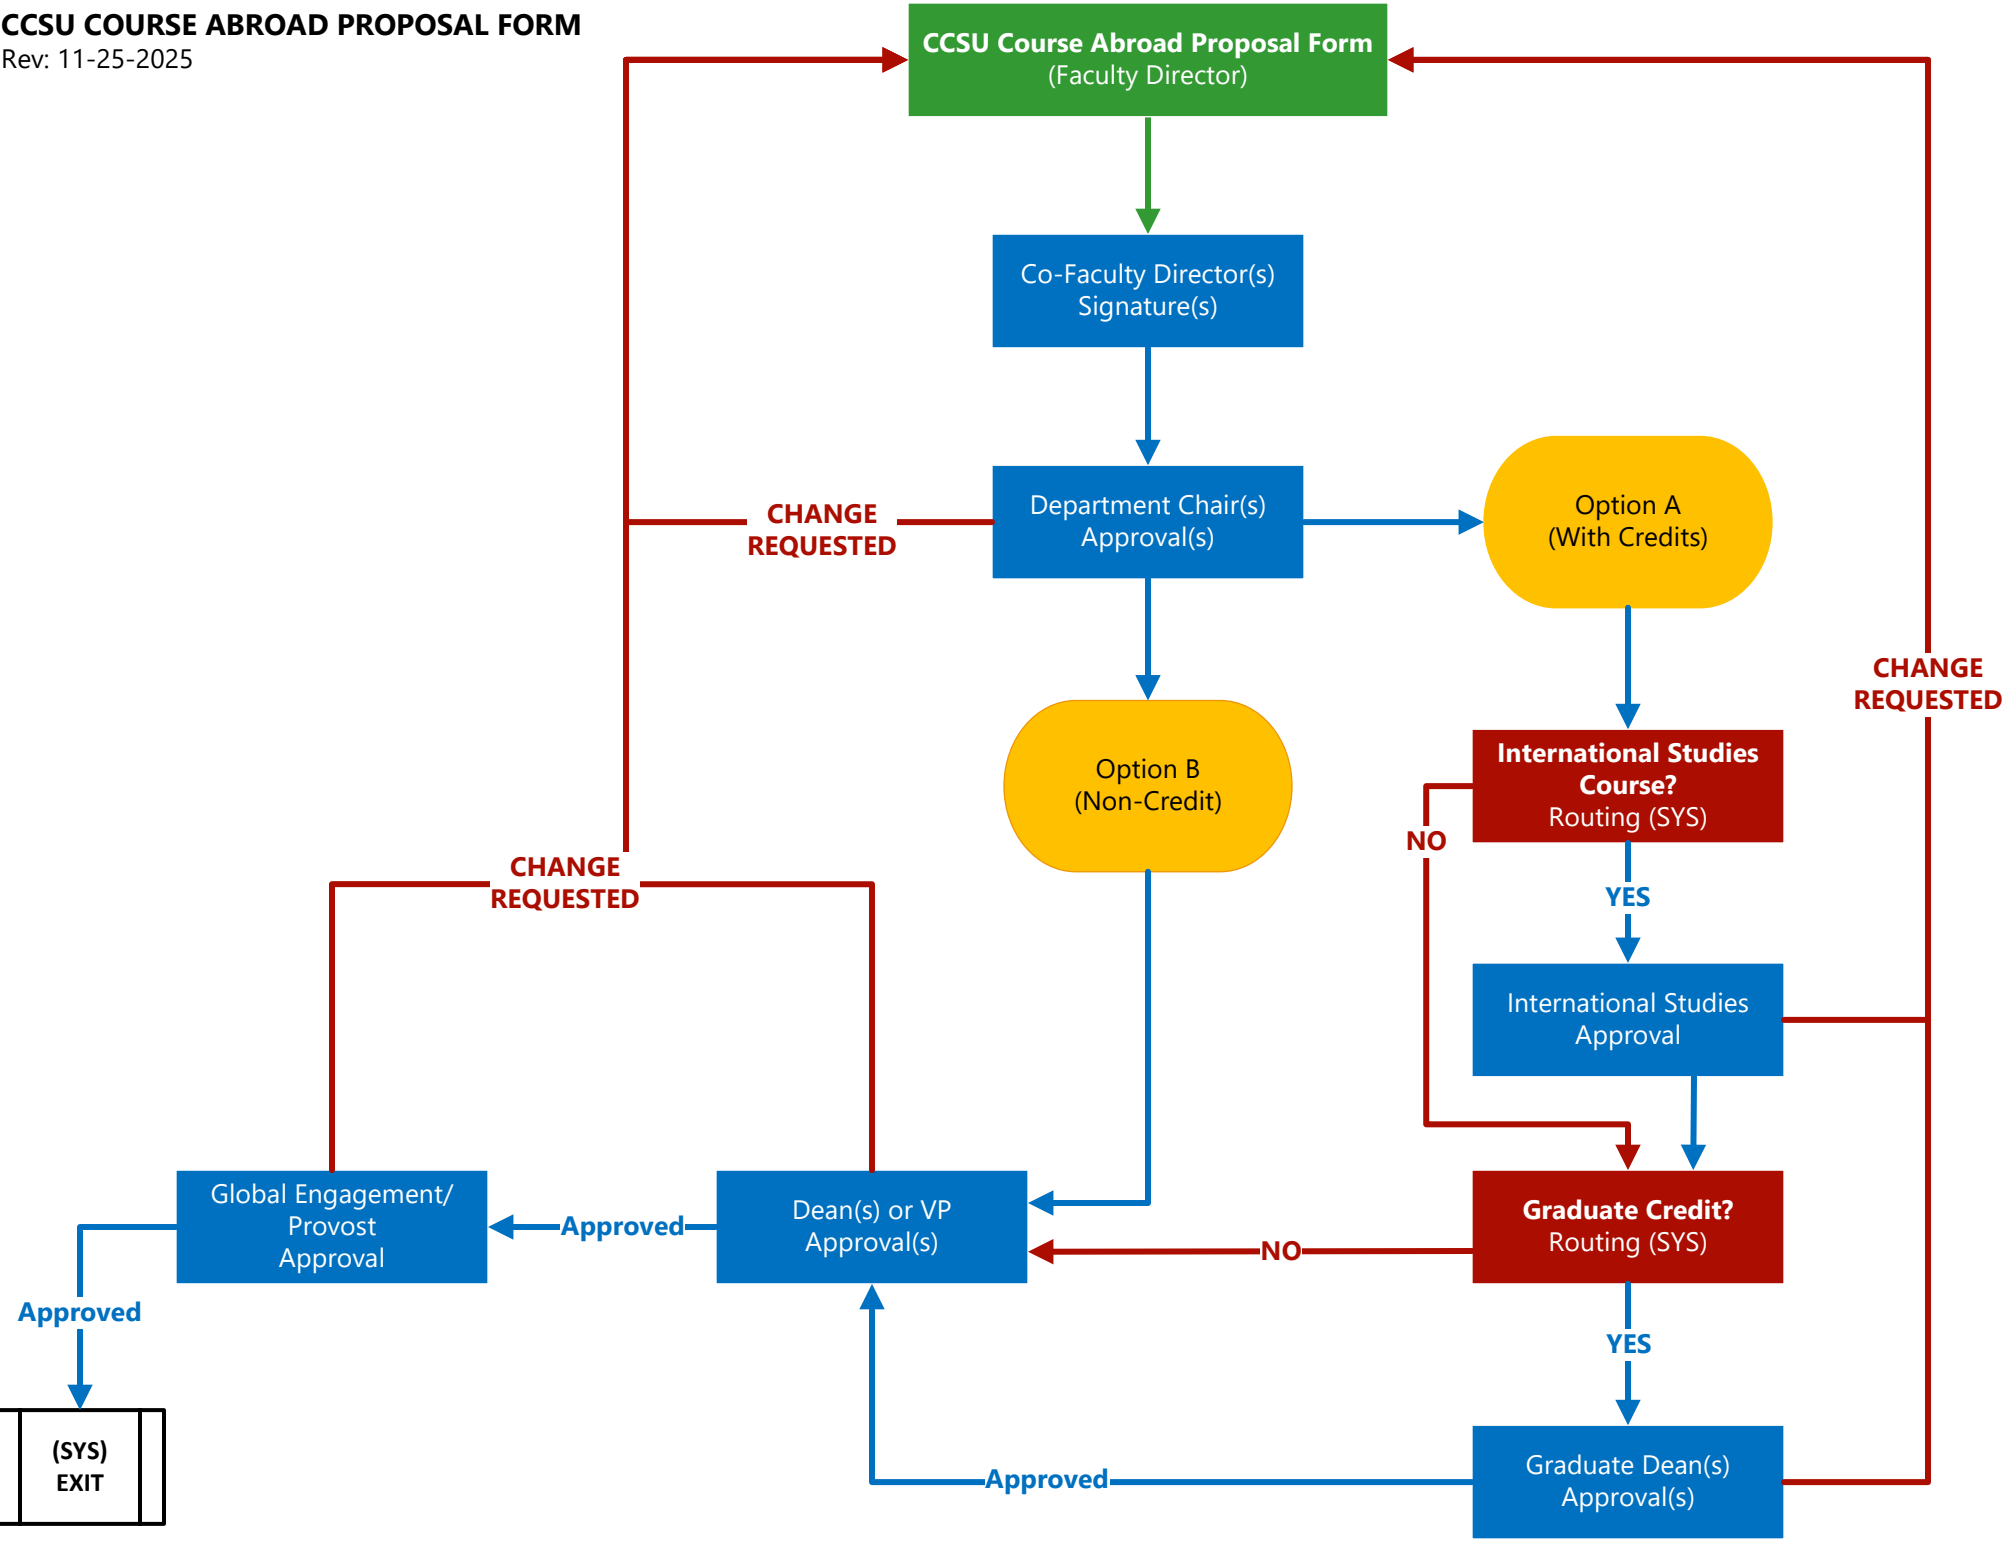 CCSU COURSE ABROAD PROPOSAL FORM
Rev: 11-25-2025
CCSU Course Abroad Proposal Form
(Faculty Director)
Co-Faculty Director(s)
Signature(s)
Department Chair(s)
Approval(s)
CHANGE
REQUESTED
Option A
(With Credits)
CHANGE
REQUESTED
Option B
(Non-Credit)
International Studies
Course?
Routing (SYS)
NO
YES
CHANGE
REQUESTED
International Studies
Approval
Global Engagement/
Provost
Approval
Approved
Dean(s) or VP
Approval(s)
NO
Graduate Credit?
Routing (SYS)
Approved
YES
(SYS)
EXIT
Approved
Graduate Dean(s)
Approval(s)